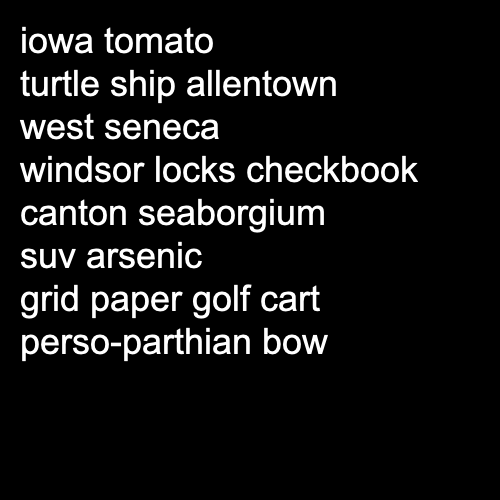 iowa tomato
turtle ship allentown
west seneca
windsor locks checkbook
canton seaborgium
suv arsenic
grid paper golf cart
perso-parthian bow